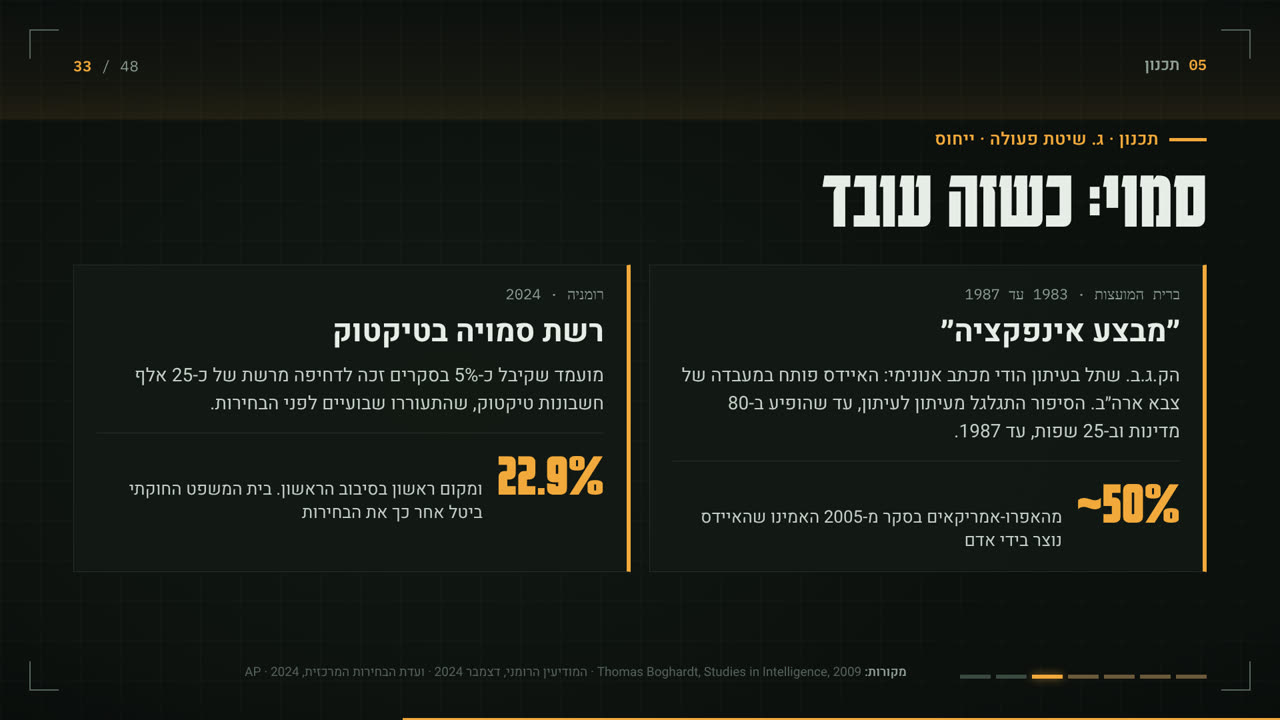 05 תכנון
33 / 48
תכנון · ג. שיטת פעולה · ייחוס
סמוי: כשזה עובד
ברית המועצות · 1983 עד 1987
״מבצע אינפקציה״
הק.ג.ב. שתל בעיתון הודי מכתב אנונימי: האיידס פותח במעבדה של
צבא ארה״ב. הסיפור התגלגל מעיתון לעיתון, עד שהופיע ב-80
מדינות וב-25 שפות, עד 1987.
~50%
מהאפרו-אמריקאים בסקר מ-2005 האמינו שהאיידס
נוצר בידי אדם
רומניה · 2024
רשת סמויה בטיקטוק
מועמד שקיבל כ-5% בסקרים זכה לדחיפה מרשת של כ-25 אלף
חשבונות טיקטוק, שהתעוררו שבועיים לפני הבחירות.
22.9%
ומקום ראשון בסיבוב הראשון. בית המשפט החוקתי
ביטל אחר כך את הבחירות
מקורות: Thomas Boghardt, Studies in Intelligence, 2009 · המודיעין הרומני, דצמבר 2024 · ועדת הבחירות המרכזית, 2024 · AP